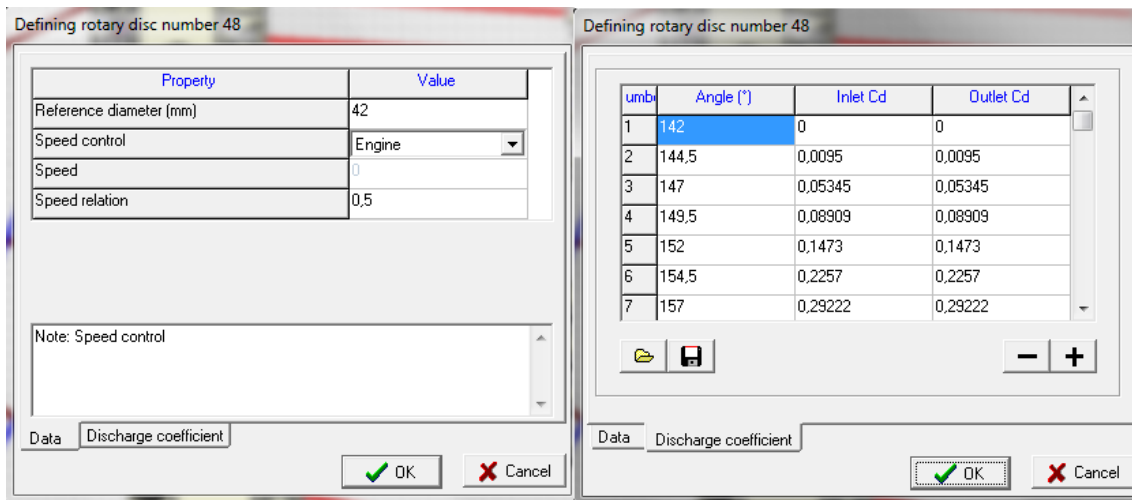 Defining rotary disc number 48
Property Value
Reference diameter (mm) 42
Speed control Engine
Speed 0
Speed relation 0,5
Note: Speed control
Data Discharge coefficient
OK Cancel
Defining rotary disc number 48
umb Angle (°) Inlet Cd Outlet Cd
1 142 0 0
2 144,5 0,0095 0,0095
3 147 0,05345 0,05345
4 149,5 0,08909 0,08909
5 152 0,1473 0,1473
6 154,5 0,2257 0,2257
7 157 0,29222 0,29222
Data Discharge coefficient
OK Cancel